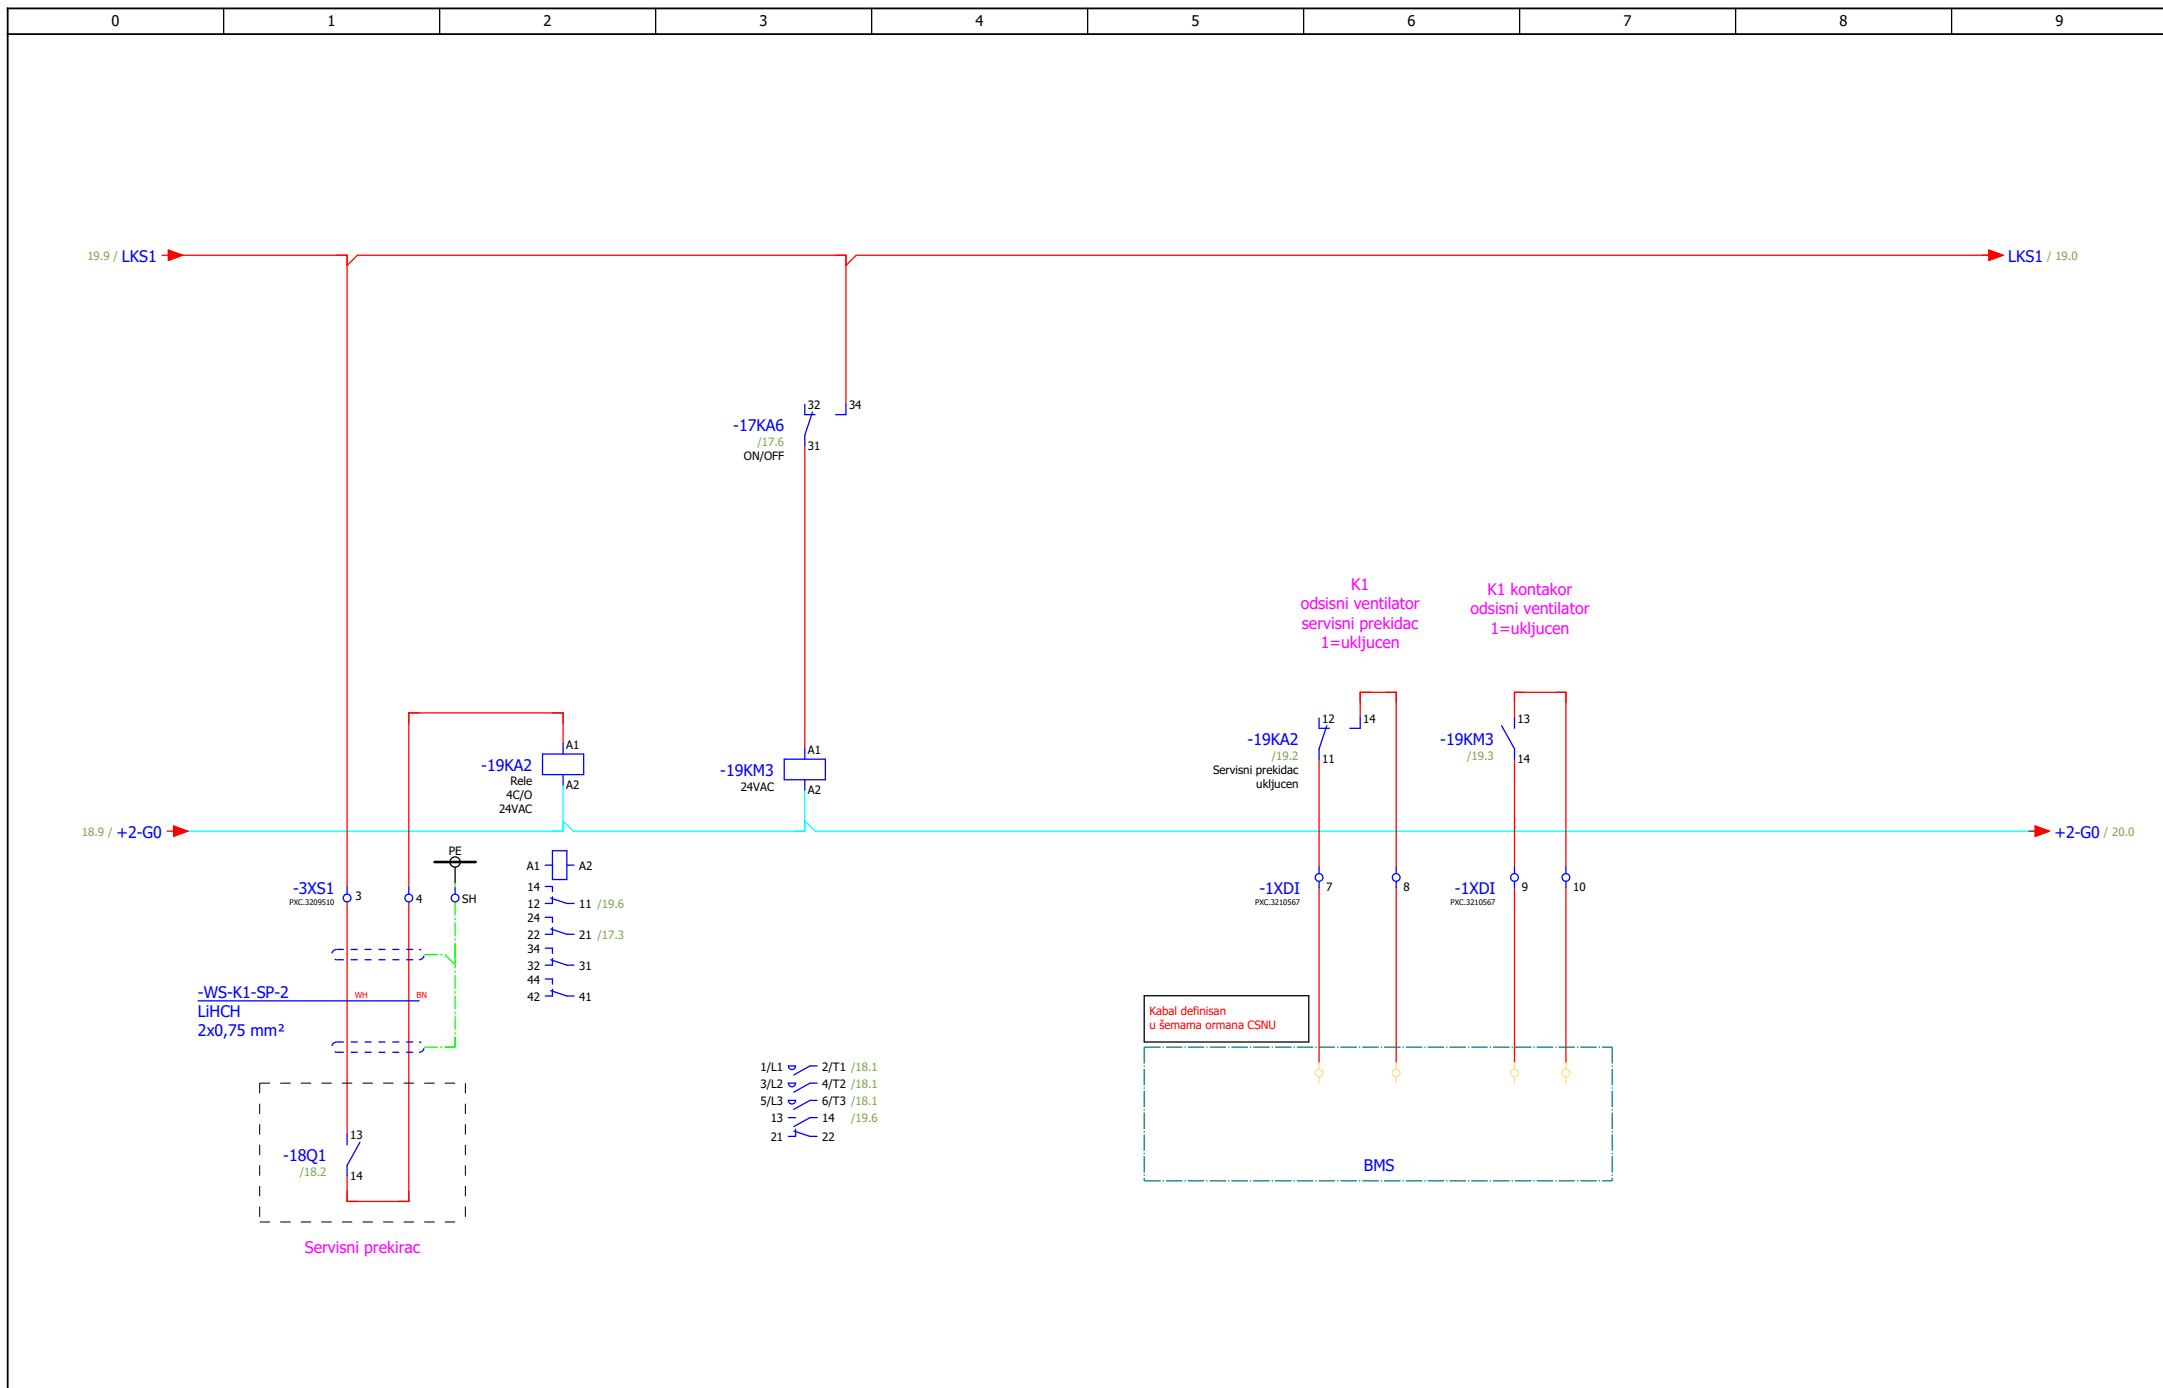 0 1 2 3 4 5 6 7 8 9
19.9 / LKS1
LKS1 / 19.0
32 34
-17KA6
/17.6
31
ON/OFF
K1
odsisni ventilator
servisni prekidac
1=ukljucen
K1 kontakor
odsisni ventilator
1=ukljucen
A1
-19KA2
Rele
A2
4C/O
24VAC
A1
-19KM3
24VAC
A2
12 14
-19KA2
/19.2
11
Servisni prekidac
ukljucen
13
-19KM3
/19.3
14
18.9 / +2-G0
+2-G0 / 20.0
PE
-3XS1
PXC.3209510
3
4
SH
A1 A2
14
12 11 /19.6
24
22 21 /17.3
34
32 31
44
42 41
-1XDI
PXC.3210567
7
8
-1XDI
PXC.3210567
9
10
-WS-K1-SP-2
WH
BN
LiHCH
2x0,75 mm²
Kabal definisan
u šemama ormana CSNU
1/L1 2/T1 /18.1
3/L2 4/T2 /18.1
5/L3 6/T3 /18.1
13 14 /19.6
21 22
13
-18Q1
/18.2
14
BMS
Servisni prekirac